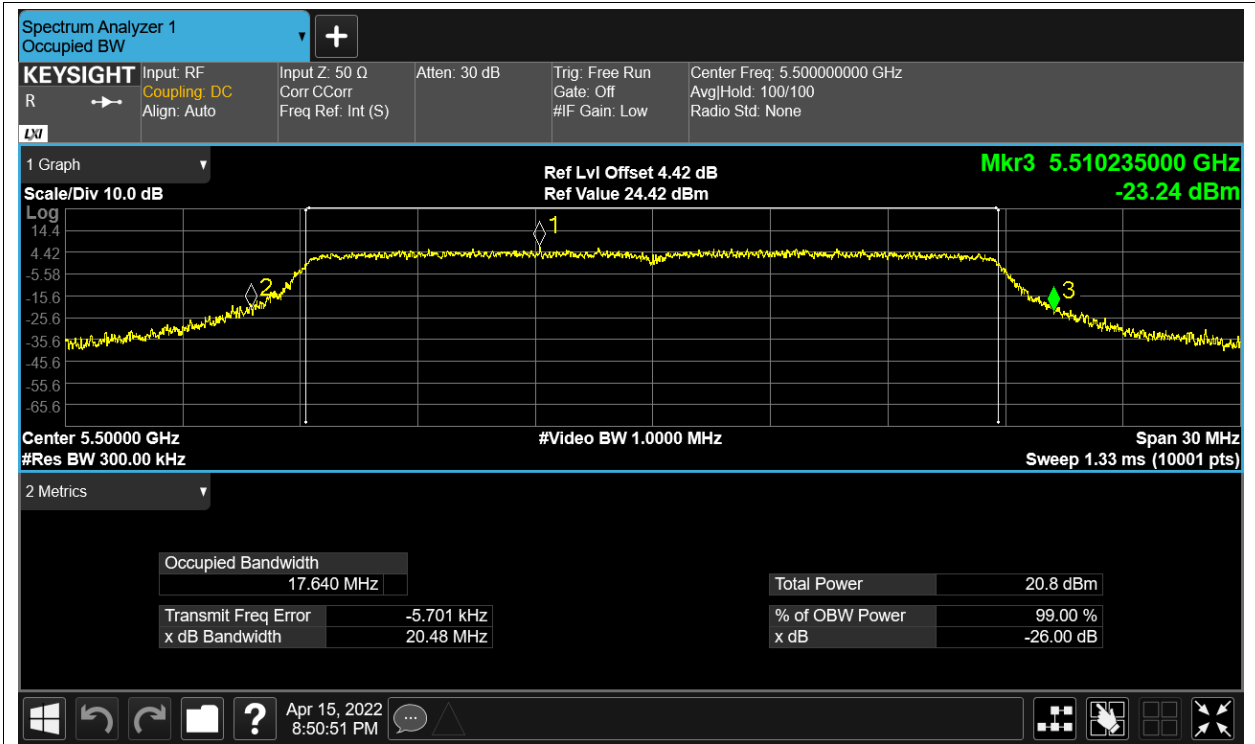 Spectrum Analyzer 1
Occupied BW
KEYSIGHT
R
LXI
Input: RF
Coupling: DC
Align: Auto
Input Z: 50 Ω
Corr CCorr
Freq Ref: Int (S)
Atten: 30 dB
Trig: Free Run
Gate: Off
#IF Gain: Low
Center Freq: 5.500000000 GHz
Avg|Hold: 100/100
Radio Std: None
1 Graph
Scale/Div 10.0 dB
Ref Lvl Offset 4.42 dB
Ref Value 24.42 dBm
Mkr3 5.510235000 GHz
-23.24 dBm
Log
14.4
4.42
-5.58
-15.6
-25.6
-35.6
-45.6
-55.6
-65.6
1
2
3
Center 5.50000 GHz
#Video BW 1.0000 MHz
Span 30 MHz
#Res BW 300.00 kHz
Sweep 1.33 ms (10001 pts)
2 Metrics
Occupied Bandwidth
17.640 MHz
Total Power 20.8 dBm
Transmit Freq Error -5.701 kHz
% of OBW Power 99.00 %
x dB Bandwidth 20.48 MHz
x dB -26.00 dB
?
Apr 15, 2022
8:50:51 PM